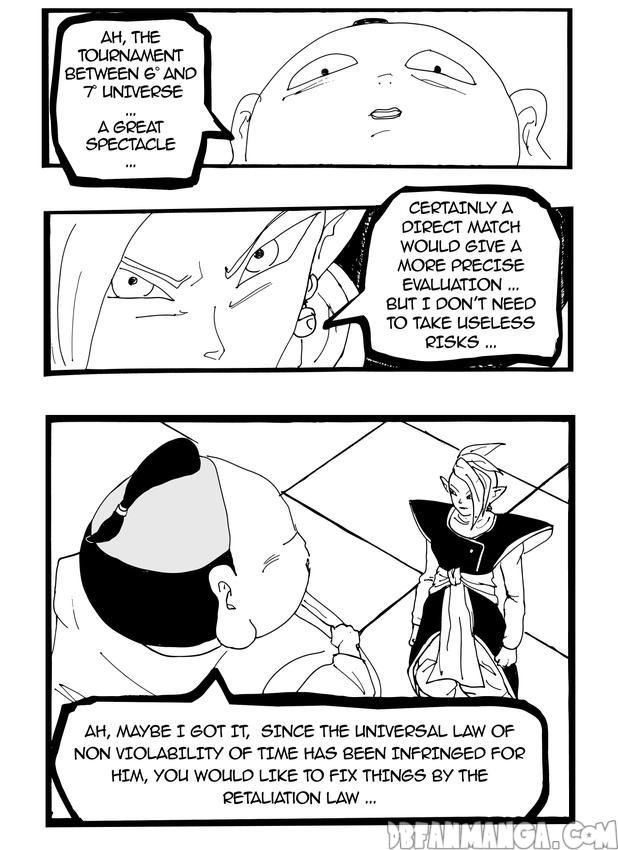 AH, THE
TOURNAMENT
BETWEEN 6° AND
7° UNIVERSE
...
A GREAT
SPECTACLE
...
CERTAINLY A
DIRECT MATCH
WOULD GIVE A
MORE PRECISE
EVALUATION ...
BUT I DON'T NEED
TO TAKE USELESS
RISKS ...
AH, MAYBE I GOT IT, SINCE THE UNIVERSAL LAW OF
NON VIOLABILITY OF TIME HAS BEEN INFRINGED FOR
HIM, YOU WOULD LIKE TO FIX THINGS BY THE
RETALIATION LAW ...
DBFANMANGA.COM